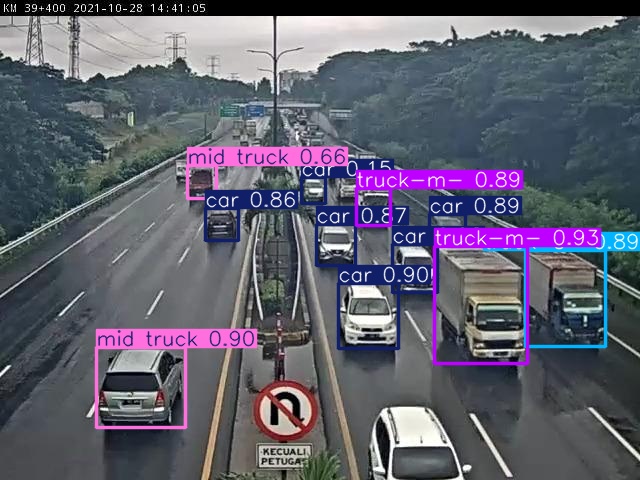 KM 39+400 2021-10-28 14:41:05
mid truck 0.66
car 0.15
truck-m- 0.89
car 0.86
car 0.87
car 0.89
car
truck-m- 0.93
0.89
car 0.90
mid truck 0.90
KECUALI
PETUGAS